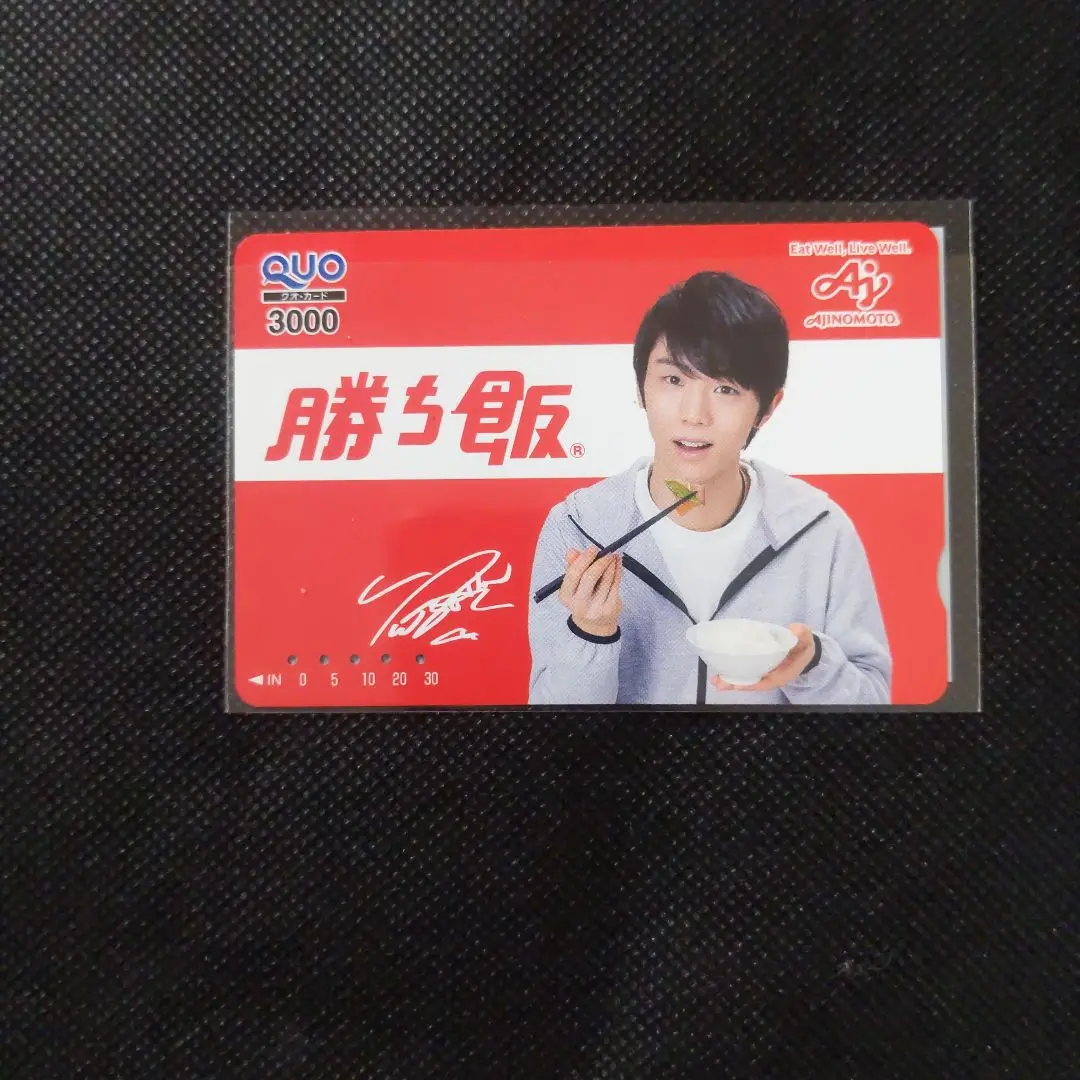 QUO
クオ・カード
3000
Eat Well, Live Well.
Aj
AJINOMOTO
勝ち飯®
◀IN 0 5 10 20 30